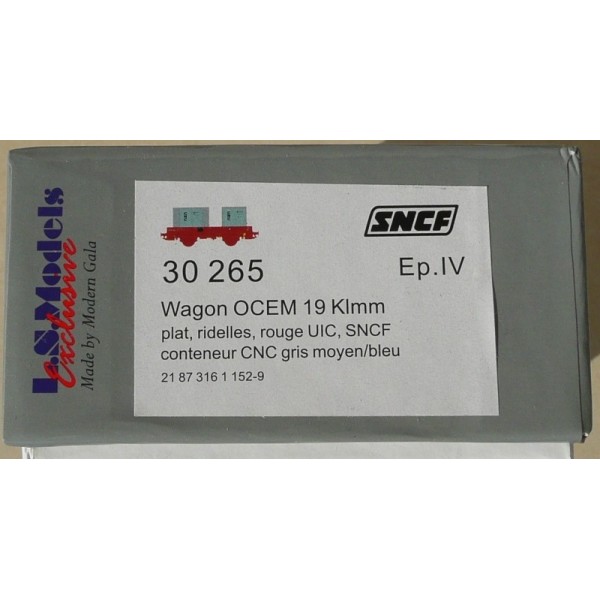 LSModels
exclusive
Made by Modern Gala
SNCF
30 265
Ep.IV
Wagon OCEM 19 Klmm
plat, ridelles, rouge UIC, SNCF
conteneur CNC gris moyen/bleu
21 87 316 1 152-9